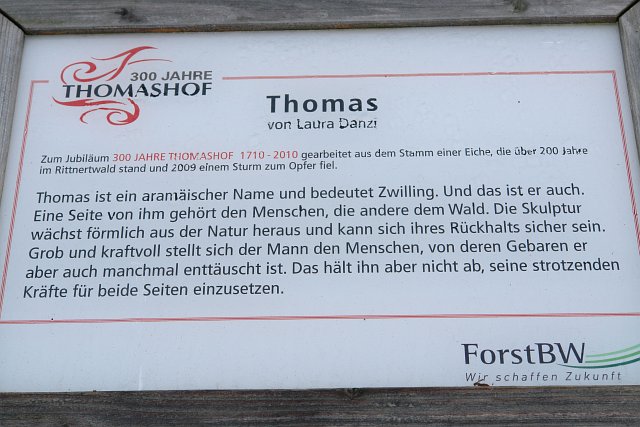 300 JAHRE
THOMASHOF
Thomas
von Laura Danzi
Zum Jubiläum 300 JAHRE THOMASHOF 1710 - 2010 gearbeitet aus dem Stamm einer Eiche, die über 200 Jahre
im Rittnertwald stand und 2009 einem Sturm zum Opfer fiel.
Thomas ist ein aramäischer Name und bedeutet Zwilling. Und das ist er auch.
Eine Seite von ihm gehört den Menschen, die andere dem Wald. Die Skulptur
wächst förmlich aus der Natur heraus und kann sich ihres Rückhalts sicher sein.
Grob und kraftvoll stellt sich der Mann den Menschen, von deren Gebaren er
aber auch manchmal enttäuscht ist. Das hält ihn aber nicht ab, seine strotzenden
Kräfte für beide Seiten einzusetzen.
ForstBW
Wir schaffen Zukunft